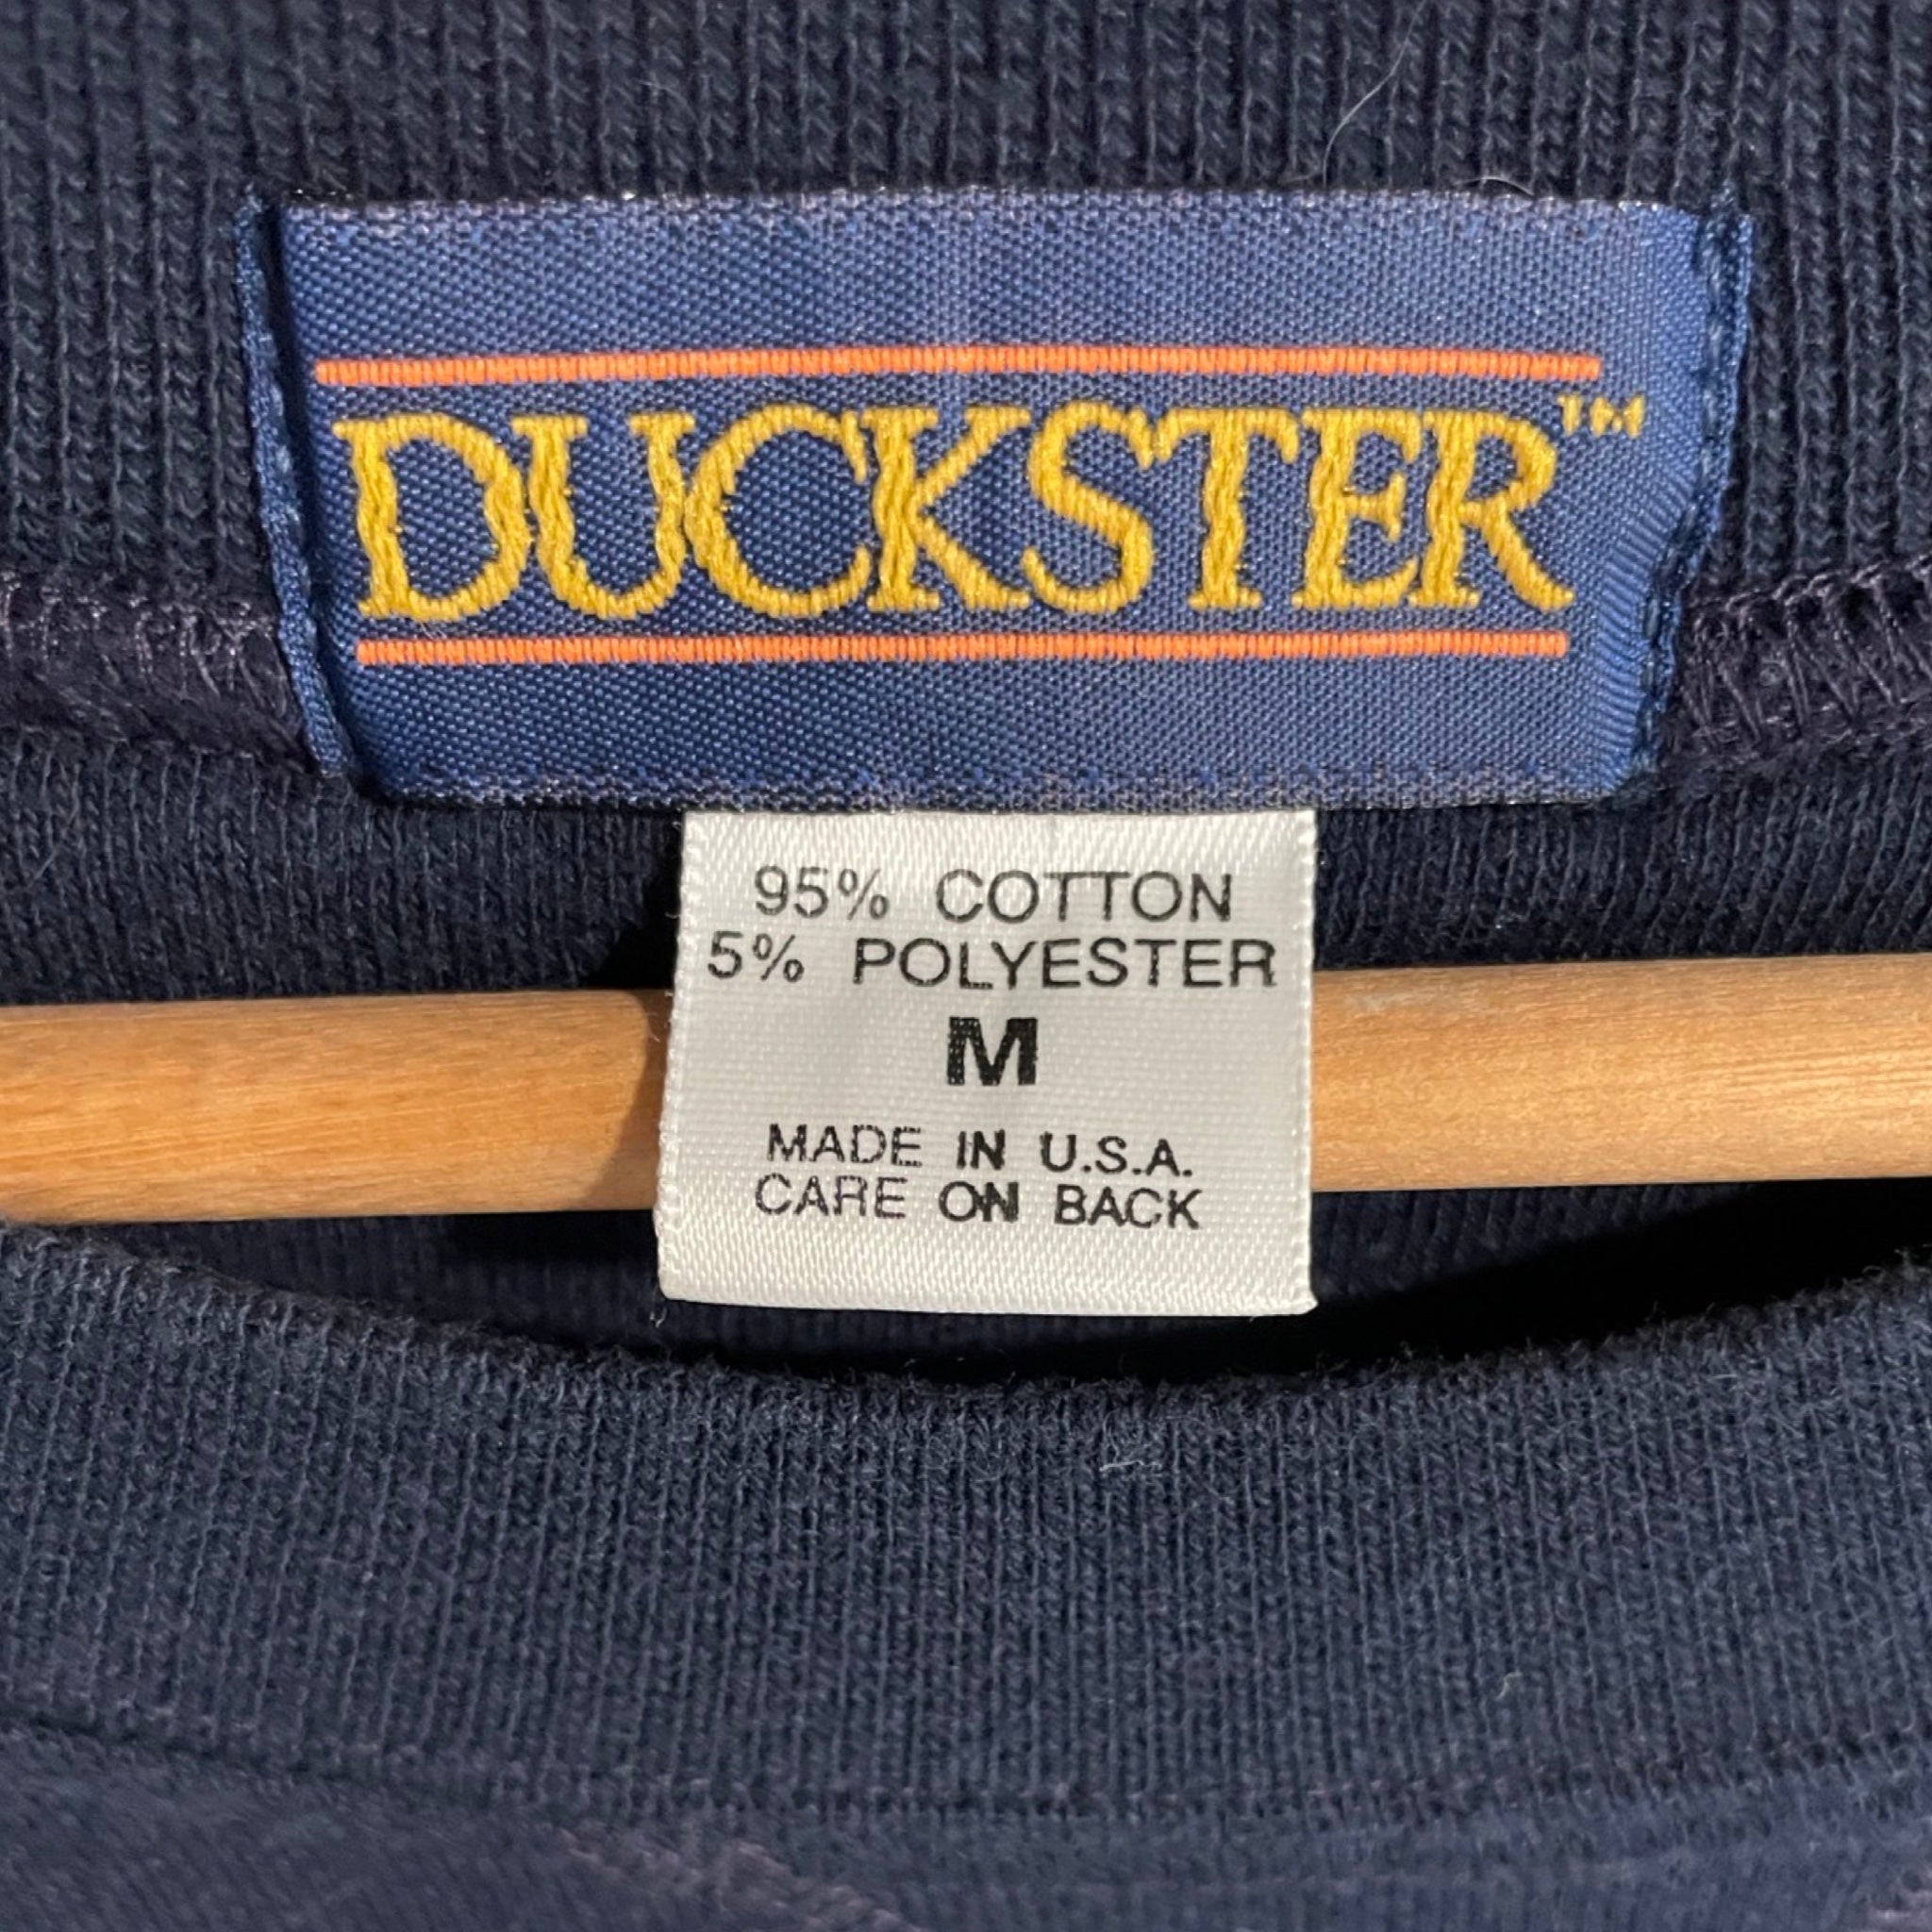 DUCKSTER™
95% COTTON
5% POLYESTER
M
MADE IN U.S.A.
CARE ON BACK